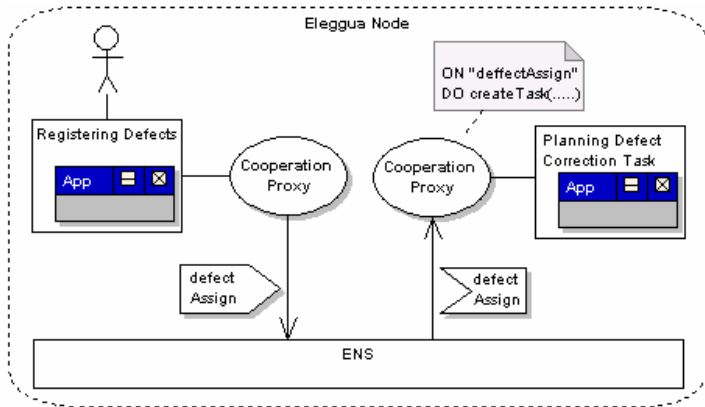 Eleggua Node
ON "deffectAssign"
DO createTask(.....)
Registering Defects
App
Cooperation
Proxy
Cooperation
Proxy
Planning Defect
Correction Task
App
defect
Assign
defect
Assign
ENS